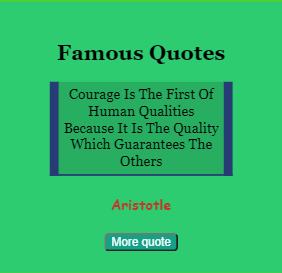 Famous Quotes
Courage Is The First Of
Human Qualities
Because It Is The Quality
Which Guarantees The
Others
Aristotle
More quote